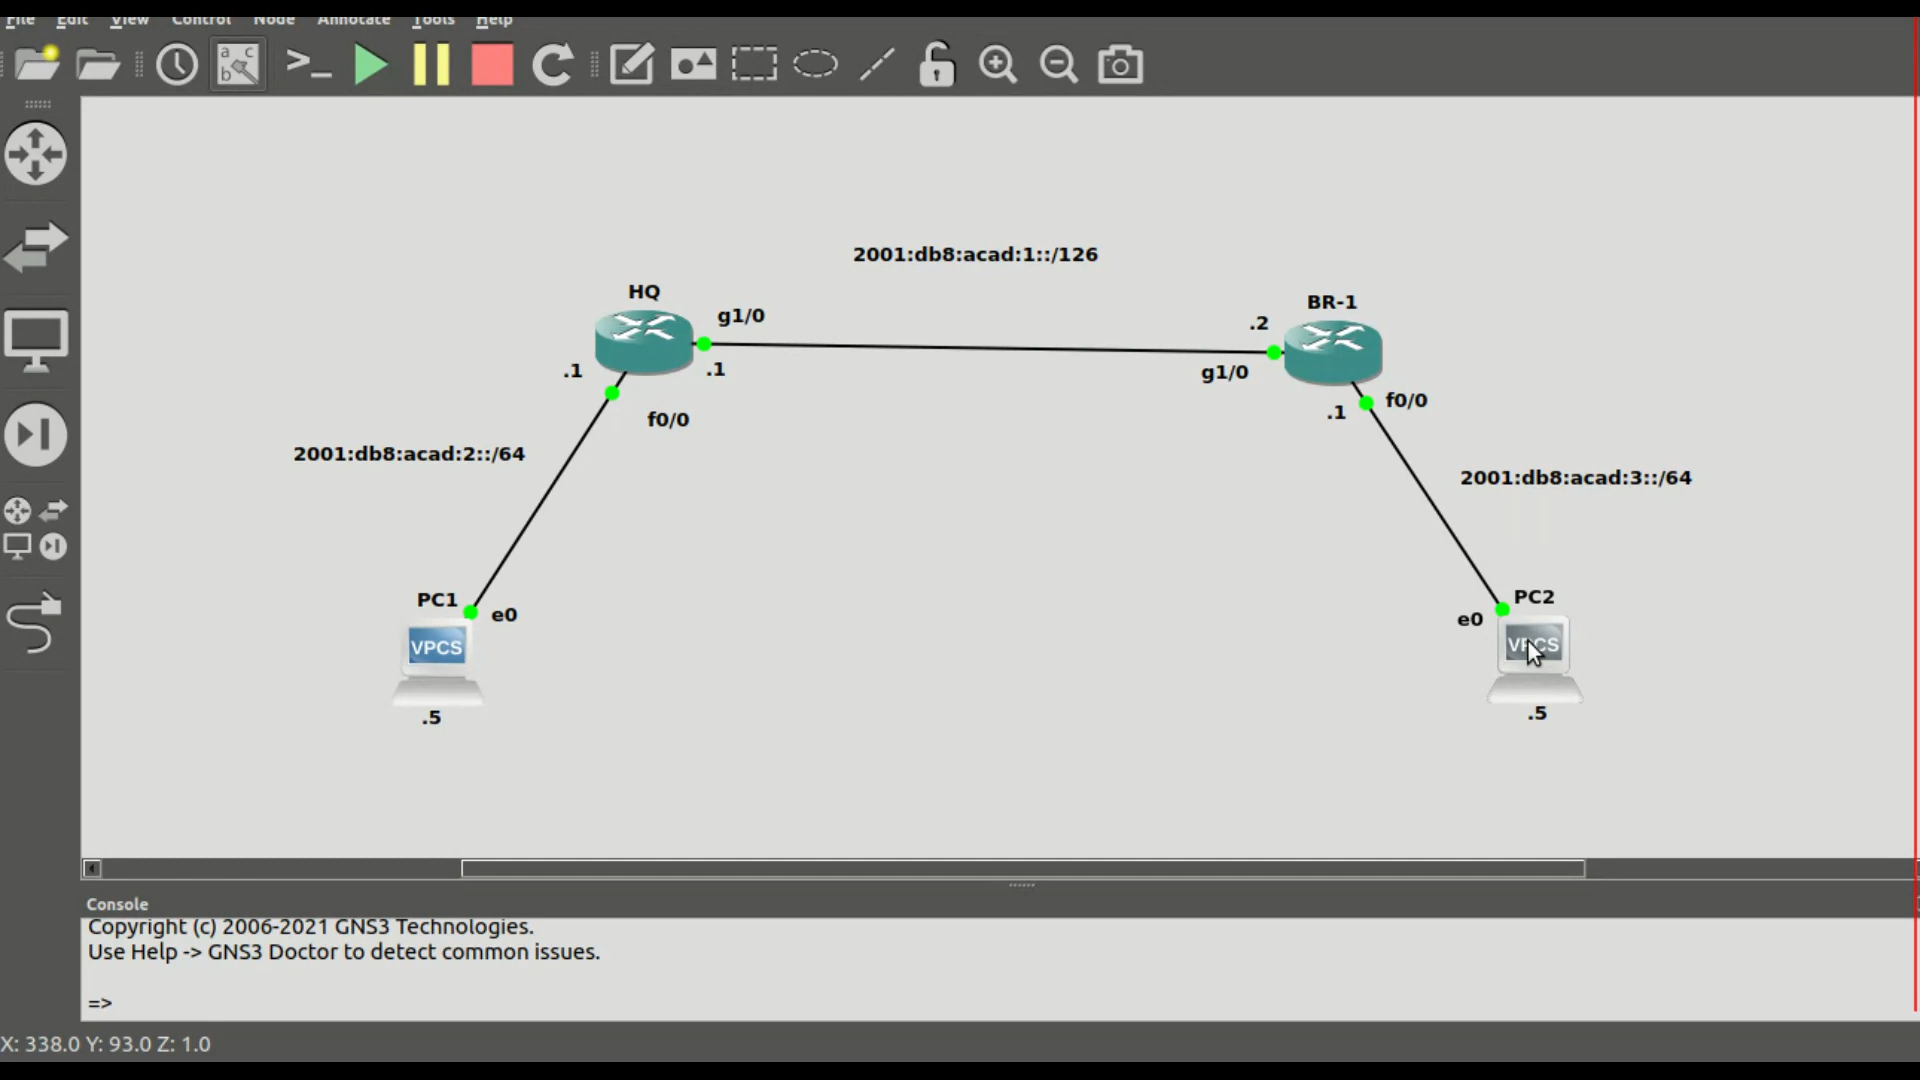 File Edit View Control Node Annotate Tools Help
a c
b
>_
2001:db8:acad:1::/126
HQ
BR-1
g1/0
.2
.1
.1
g1/0
f0/0
.1
f0/0
2001:db8:acad:2::/64
2001:db8:acad:3::/64
PC1
PC2
e0
e0
VPCS
VPCS
.5
.5
Console
Copyright (c) 2006-2021 GNS3 Technologies.
Use Help -> GNS3 Doctor to detect common issues.
=>
X: 338.0 Y: 93.0 Z: 1.0